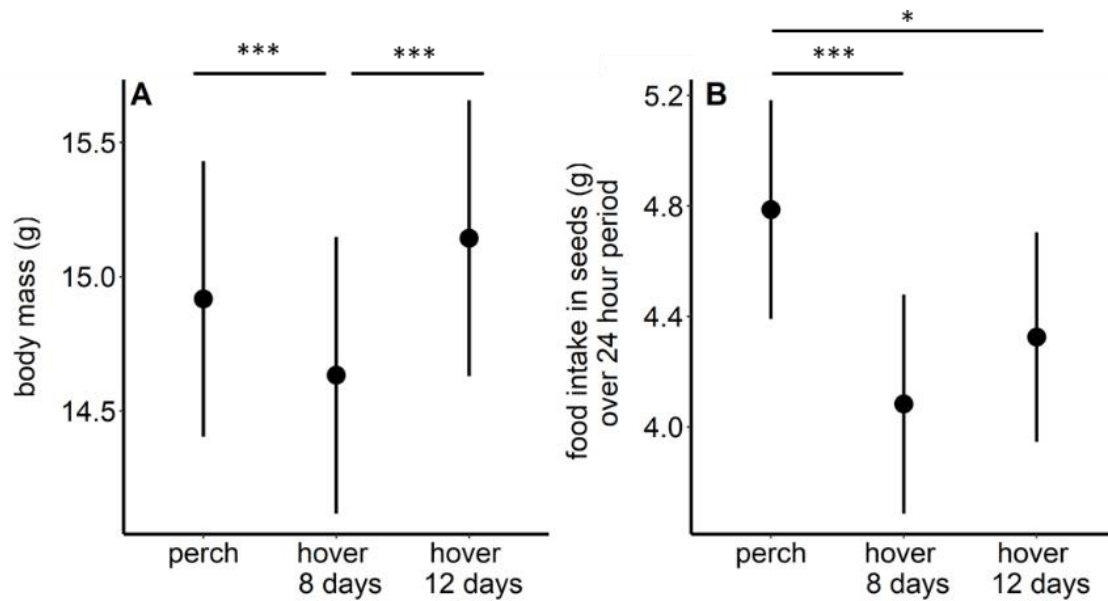 *** ***
A
15.5
15.0
14.5
body mass (g)
perch hover hover
8 days 12 days
*
***
B
5.2
4.8
4.4
4.0
food intake in seeds (g)
over 24 hour period
perch hover hover
8 days 12 days